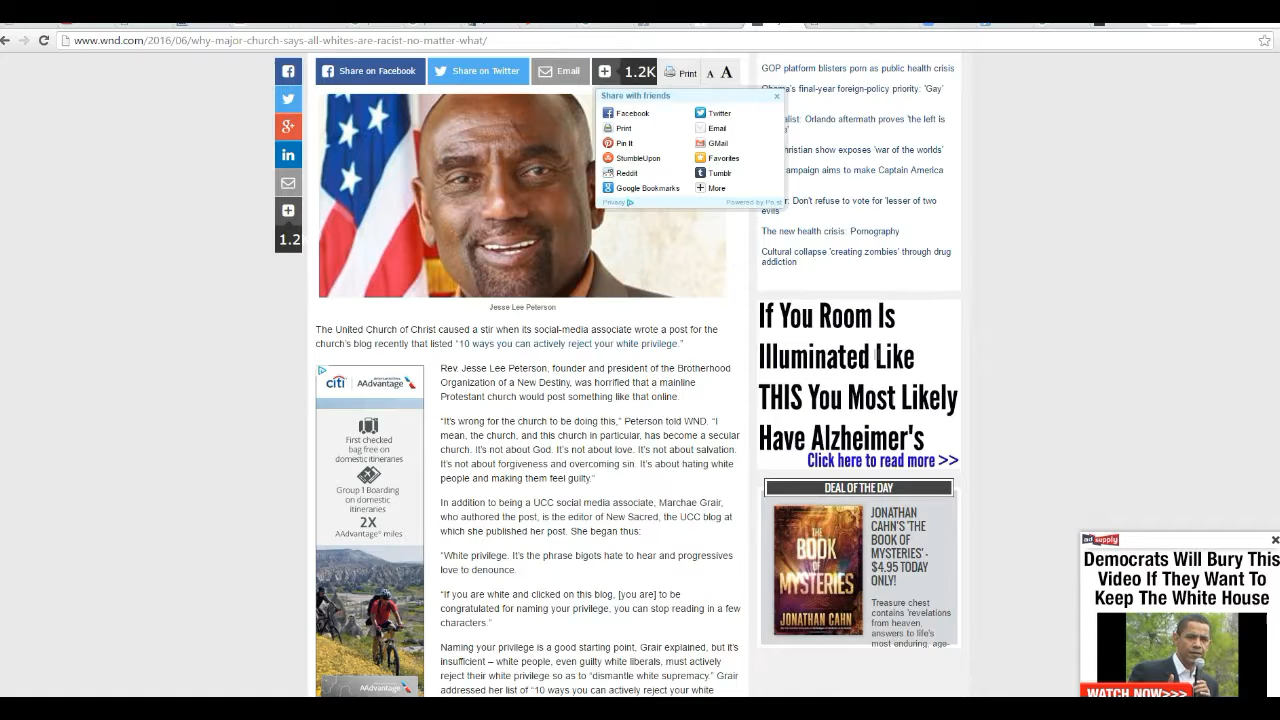 www.wnd.com/2016/06/why-major-church-says-all-whites-are-racist-no-matter-what/
Share on Facebook
Share on Twitter
Email
1.2K
Print
A A
Share with friends
Facebook
Twitter
Print
Email
Pin It
GMail
StumbleUpon
Favorites
Reddit
Tumblr
Google Bookmarks
More
Privacy
Powered by Po.st
1.2
Jesse Lee Peterson
The United Church of Christ caused a stir when its social-media associate wrote a post for the
church's blog recently that listed “10 ways you can actively reject your white privilege.”
citi AAdvantage
First checked
bag free on
domestic itineraries
Group 1 Boarding
on domestic
itineraries
2X
AAdvantage® miles
AAdvantage
Rev. Jesse Lee Peterson, founder and president of the Brotherhood
Organization of a New Destiny, was horrified that a mainline
Protestant church would post something like that online.
“It's wrong for the church to be doing this,” Peterson told WND. “I
mean, the church, and this church in particular, has become a secular
church. It's not about God. It's not about love. It's not about salvation.
It's not about forgiveness and overcoming sin. It's about hating white
people and making them feel guilty.”
In addition to being a UCC social media associate, Marchae Grair,
who authored the post, is the editor of New Sacred, the UCC blog at
which she published her post. She began thus:
“White privilege. It's the phrase bigots hate to hear and progressives
love to denounce.
“If you are white and clicked on this blog, [you are] to be
congratulated for naming your privilege, you can stop reading in a few
characters.”
Naming your privilege is a good starting point, Grair explained, but it's
insufficient – white people, even guilty white liberals, must actively
reject their white privilege so as to “dismantle white supremacy.” Grair
addressed her list of “10 ways you can actively reject your white
GOP platform blisters porn as public health crisis
Obama's final-year foreign-policy priority: 'Gay'
alist: Orlando aftermath proves 'the left is
hristian show exposes 'war of the worlds'
ampaign aims to make Captain America
r: Don't refuse to vote for 'lesser of two
evils'
The new health crisis: Pornography
Cultural collapse 'creating zombies' through drug
addiction
If You Room Is
Illuminated Like
THIS You Most Likely
Have Alzheimer's
Click here to read more >>
DEAL OF THE DAY
THE
BOOK
OF
MYSTERIES
JONATHAN CAHN
JONATHAN
CAHN'S 'THE
BOOK OF
MYSTERIES' -
$4.95 TODAY
ONLY!
Treasure chest
contains 'revelations
from heaven,
answers to life's
most enduring, age-
ad supply
Democrats Will Bury This
Video If They Want To
Keep The White House
WATCH NOW>>>